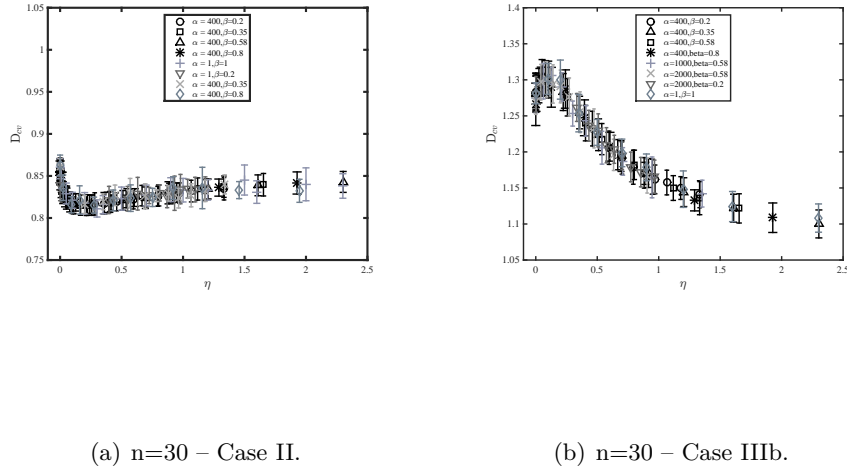 1.05
1
0.95
0.9
0.85
0.8
0.75
D_cv
0
0.5
1
1.5
2
2.5
η
α = 400,β=0.2
α = 400,β=0.35
α = 400,β=0.58
α = 400,β=0.8
α = 1,β=1
α = 1,β=0.2
α = 400,β=0.35
α = 400,β=0.8
1.4
1.35
1.3
1.25
1.2
1.15
1.1
1.05
D_cv
0
0.5
1
1.5
2
2.5
η
α=400,β=0.2
α=400,β=0.35
α=400,β=0.58
α=400,beta=0.8
α=1000,beta=0.58
α=2000,beta=0.58
α=2000,beta=0.2
α=1,β=1
(a) n=30 – Case II.
(b) n=30 – Case IIIb.